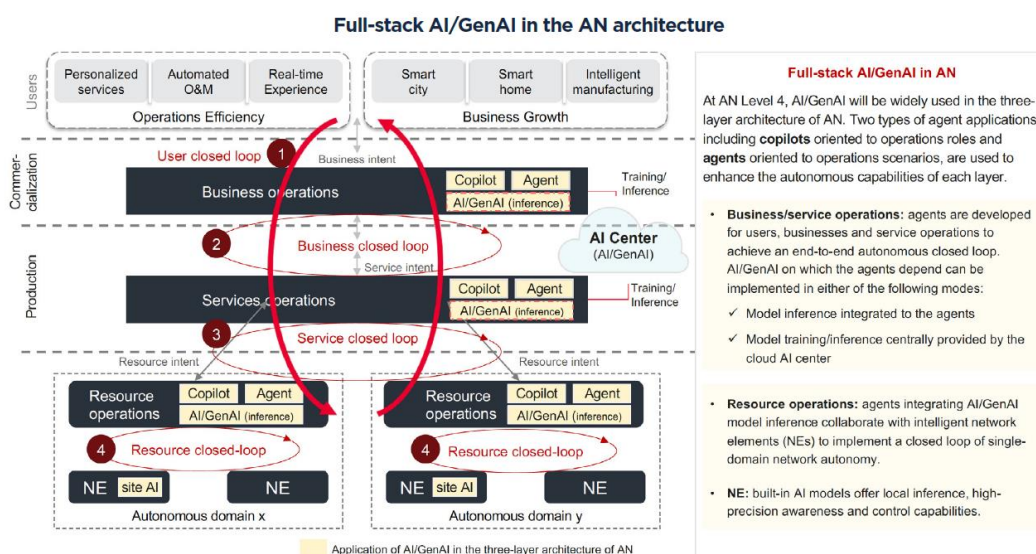 Full-stack AI/GenAI in the AN architecture
Users
Personalized
services
Automated
O&M
Real-time
Experience
Operations Efficiency
Smart
city
Smart
home
Intelligent
manufacturing
Business Growth
Commer-
cialization
User closed loop
1
Business intent
Business operations
Copilot
Agent
AI/GenAI (inference)
Training/
Inference
Production
2
Business closed loop
Service intent
AI Center
(AI/GenAI)
Services operations
Copilot
Agent
AI/GenAI (inference)
Training/
Inference
3
Service closed loop
Resource intent
Resource intent
Resource
operations
Copilot
Agent
AI/GenAI (inference)
4
Resource closed-loop
NE
site AI
NE
Autonomous domain x
Resource
operations
Copilot
Agent
AI/GenAI (inference)
4
Resource closed-loop
NE
site AI
NE
Autonomous domain y
Application of AI/GenAI in the three-layer architecture of AN
Full-stack AI/GenAI in AN
At AN Level 4, AI/GenAI will be widely used in the three-
layer architecture of AN. Two types of agent applications
including copilots oriented to operations roles and
agents oriented to operations scenarios, are used to
enhance the autonomous capabilities of each layer.
• Business/service operations: agents are developed
for users, businesses and service operations to
achieve an end-to-end autonomous closed loop.
AI/GenAI on which the agents depend can be
implemented in either of the following modes:
✓ Model inference integrated to the agents
✓ Model training/inference centrally provided by the
cloud AI center
• Resource operations: agents integrating AI/GenAI
model inference collaborate with intelligent network
elements (NEs) to implement a closed loop of single-
domain network autonomy.
• NE: built-in AI models offer local inference, high-
precision awareness and control capabilities.